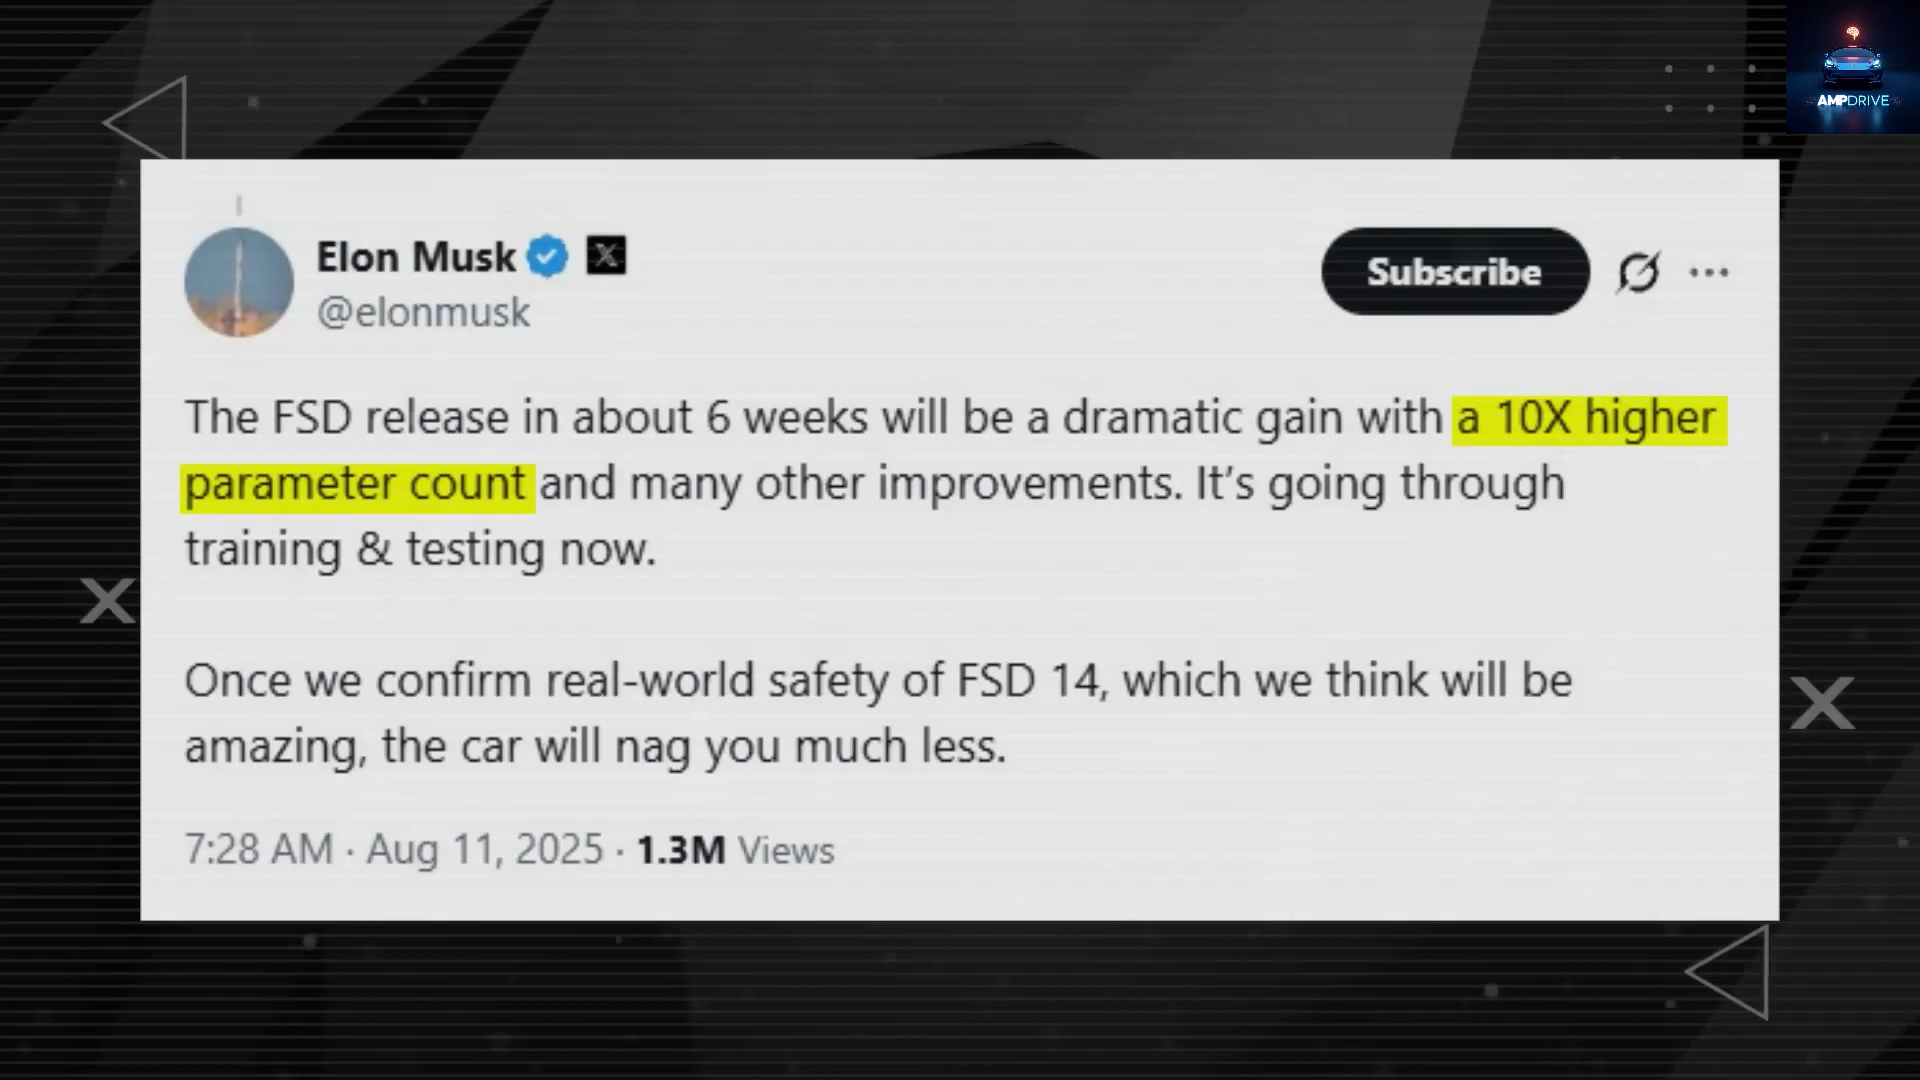 AMPDRIVE
Elon Musk
@elonmusk
Subscribe
The FSD release in about 6 weeks will be a dramatic gain with a 10X higher
parameter count and many other improvements. It’s going through
training & testing now.
Once we confirm real-world safety of FSD 14, which we think will be
amazing, the car will nag you much less.
7:28 AM · Aug 11, 2025 · 1.3M Views